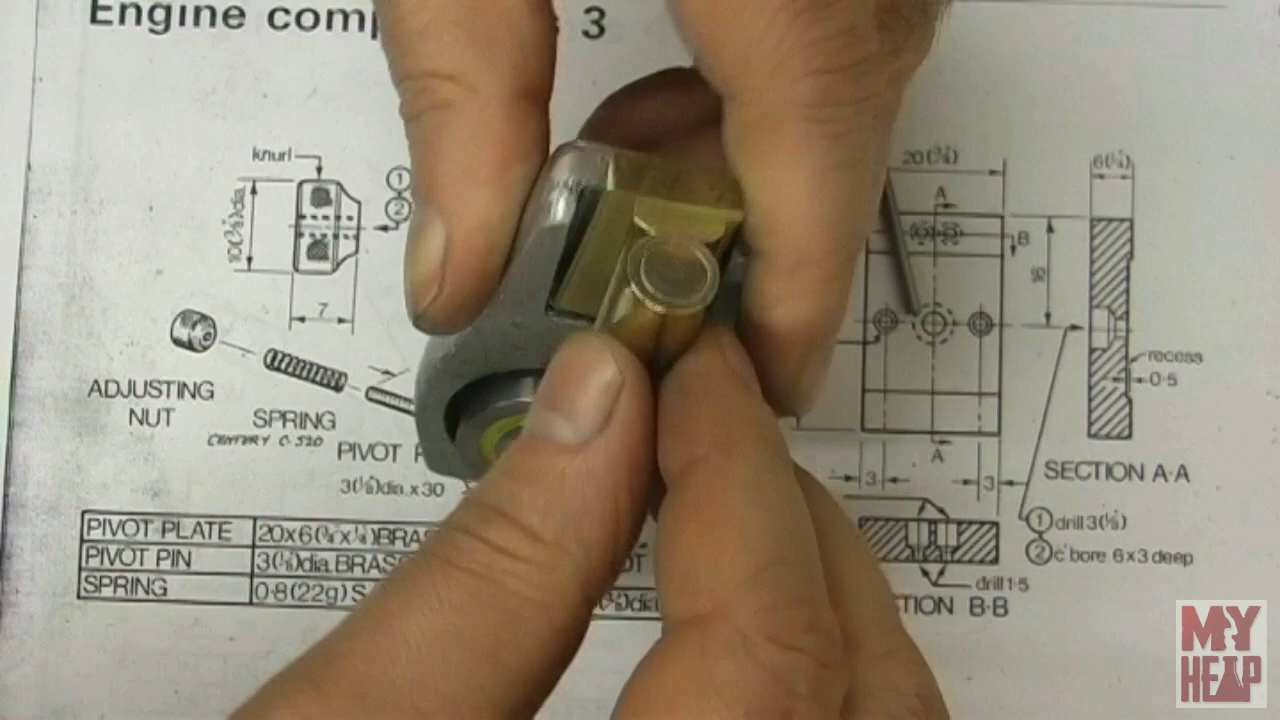 Engine comp 3
knurl
10(3/8)dia.
7
1
2
ADJUSTING
NUT
SPRING
CENTURY C-520
PIVOT P
3(1/8)dia.x30
PIVOT PLATE 20x6(3/4x1/4)BRAS
PIVOT PIN 3(1/8)dia.BRASS
SPRING 0·8(22g)S
20(3/4)
6(1/4)
A
B
recess
0·5
A
3
3
SECTION A·A
1 drill 3(1/8)
2 c'bore 6x3 deep
drill 1·5
TION B·B
MY
HEAP